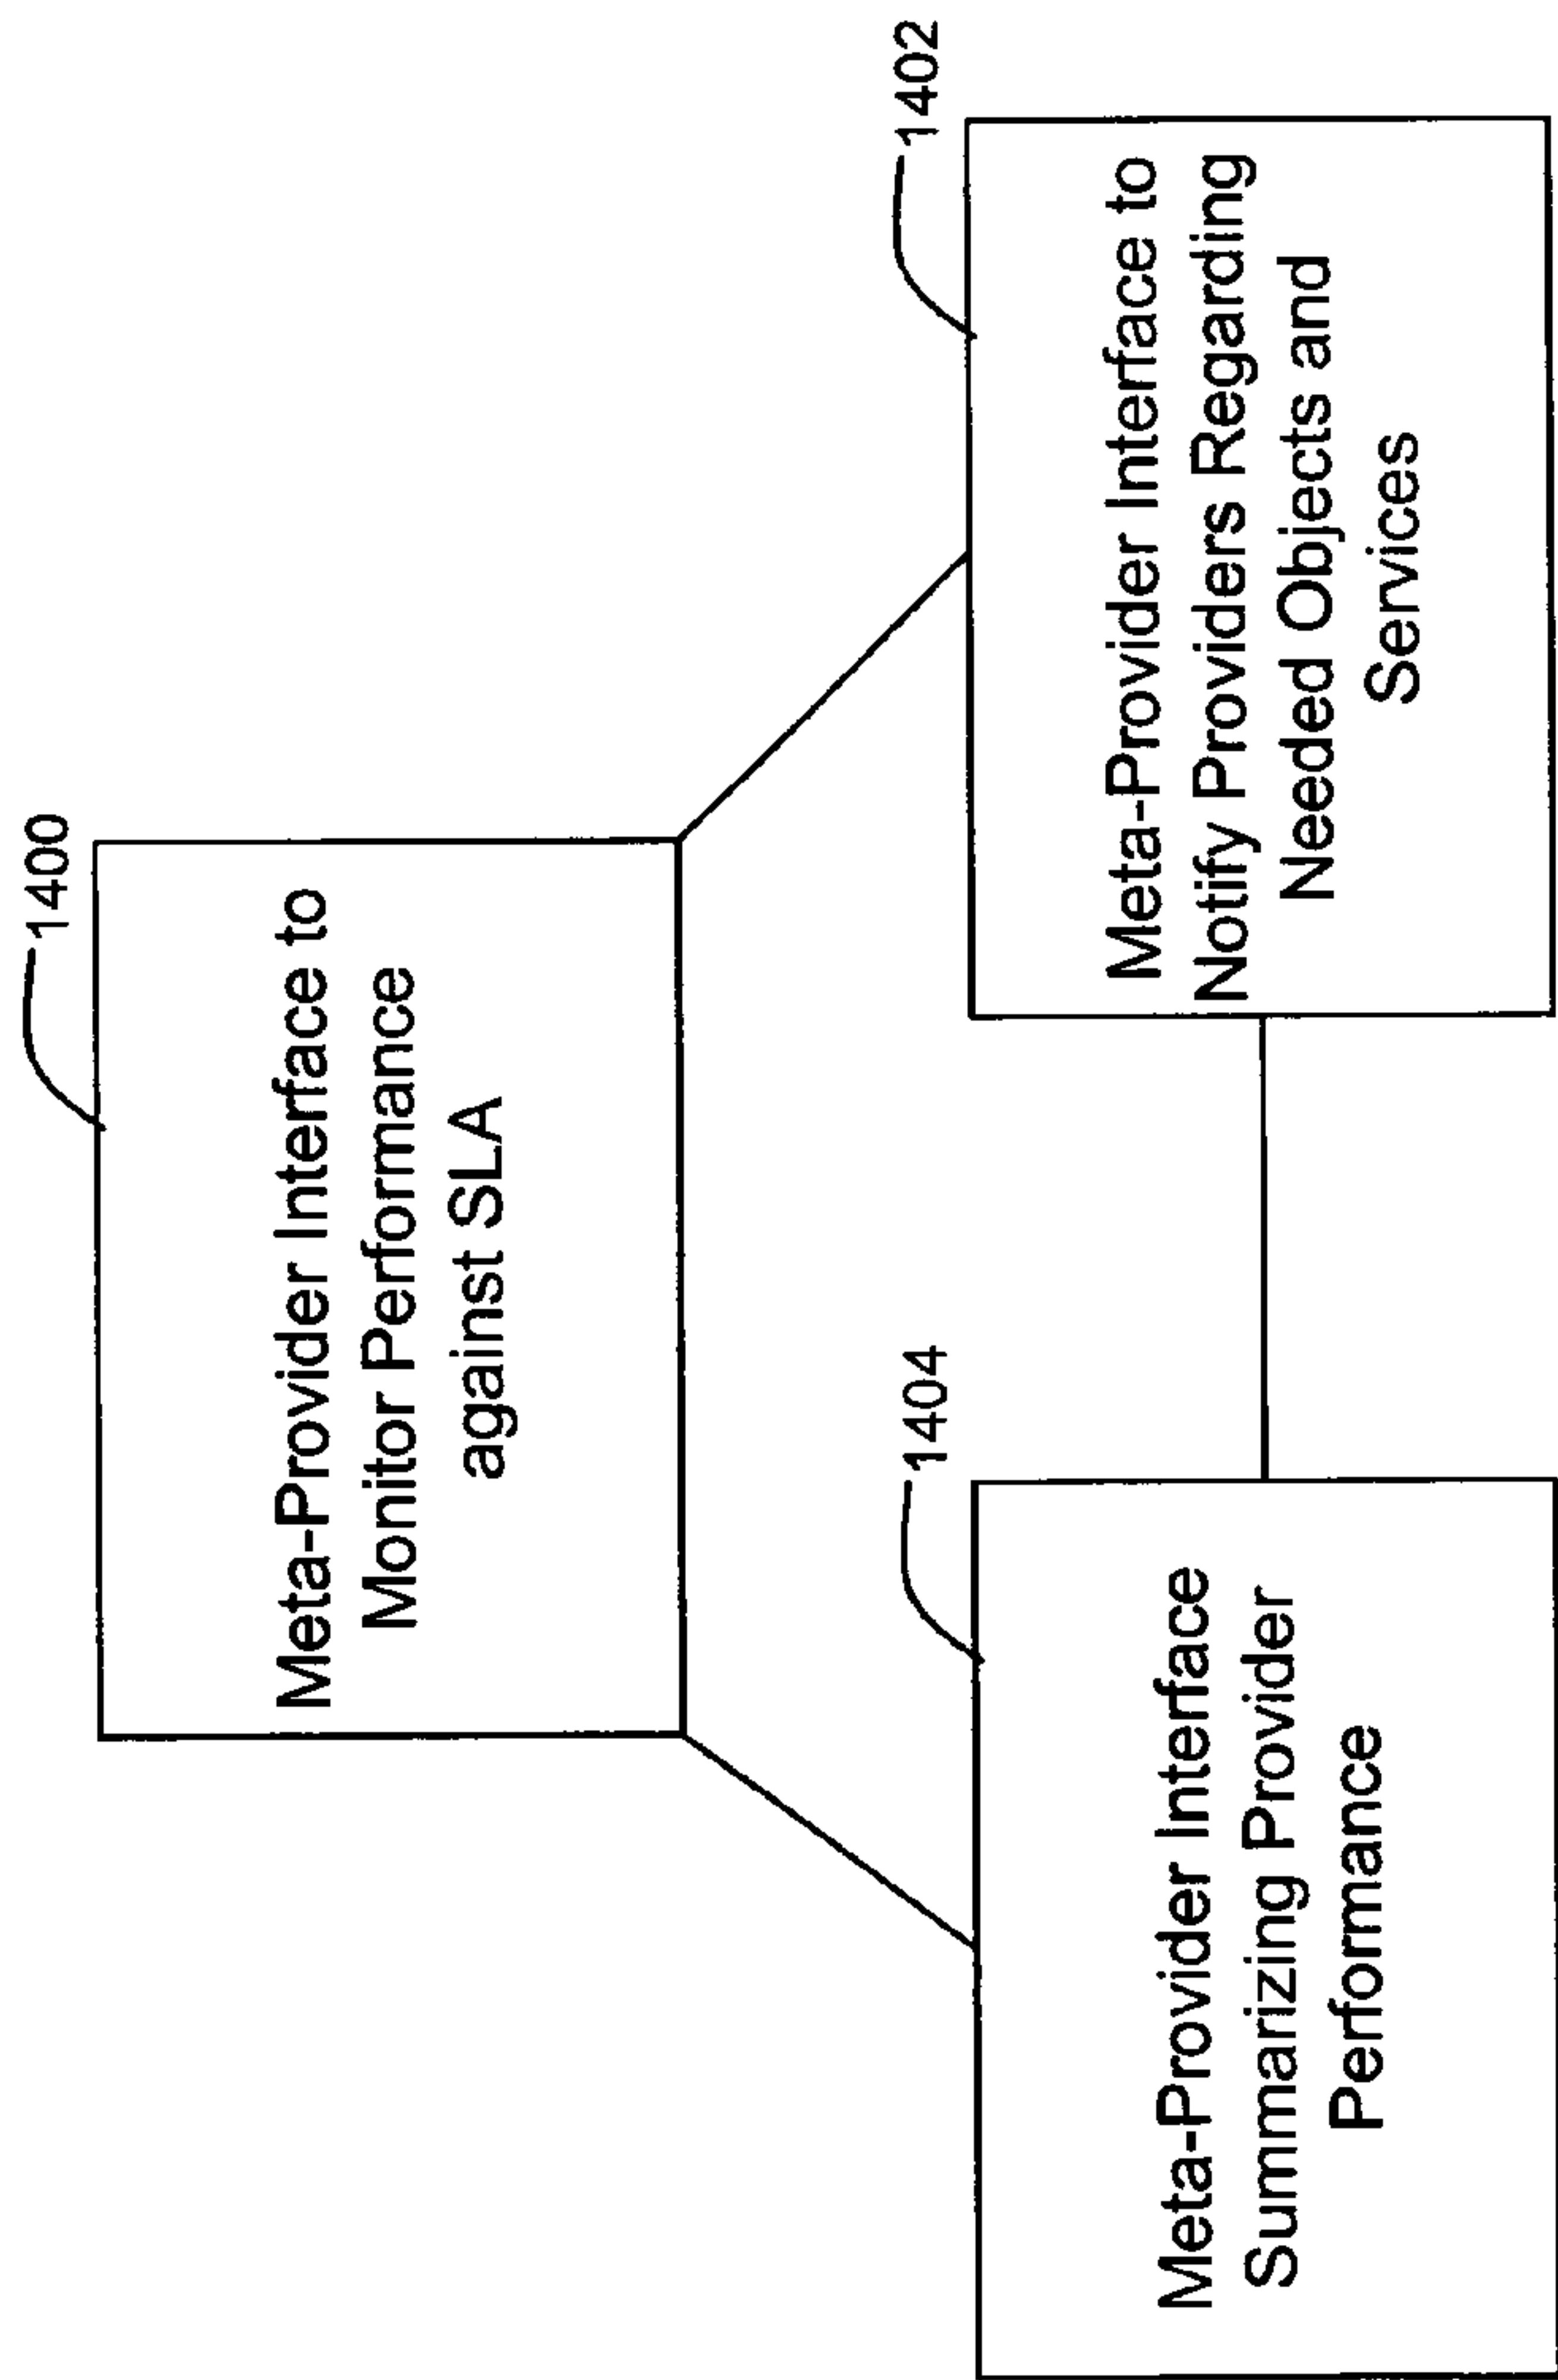 1400
Meta-Provider Interface to
Monitor Performance
against SLA
1404
Meta-Provider Interface
Summarizing Provider
Performance
1402
Meta-Provider Interface to
Notify Providers Regarding
Needed Objects and
Services